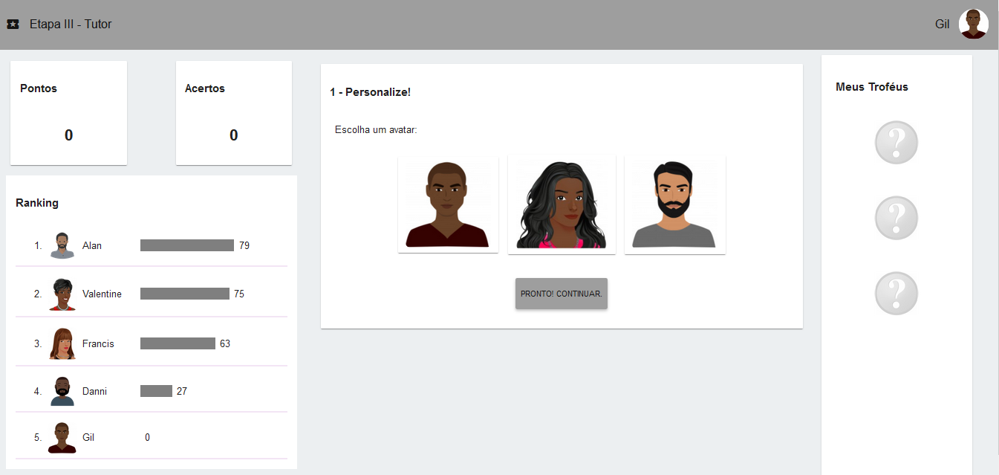 Etapa III - Tutor
Gil
Pontos
0
Acertos
0
Ranking
1. Alan 79
2. Valentine 75
3. Francis 63
4. Danni 27
5. Gil 0
1 - Personalize!
Escolha um avatar:
PRONTO! CONTINUAR.
Meus Troféus
?
?
?